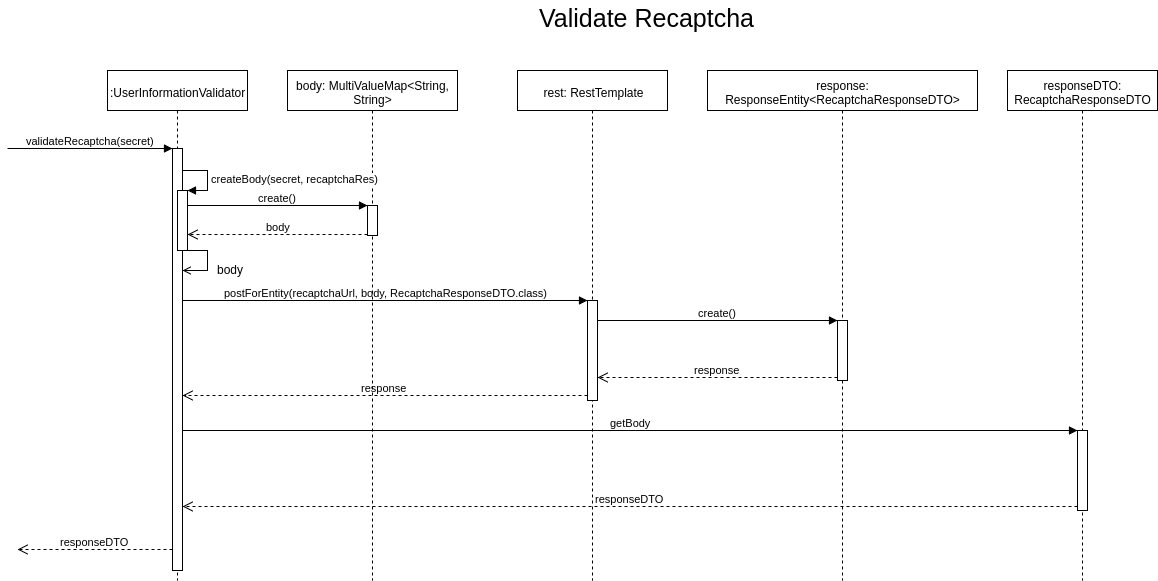 Validate Recaptcha
:UserInformationValidator
body: MultiValueMap<String,
String>
rest: RestTemplate
response:
ResponseEntity<RecaptchaResponseDTO>
responseDTO:
RecaptchaResponseDTO
validateRecaptcha(secret)
createBody(secret, recaptchaRes)
create()
body
body
postForEntity(recaptchaUrl, body, RecaptchaResponseDTO.class)
create()
response
response
getBody
responseDTO
responseDTO